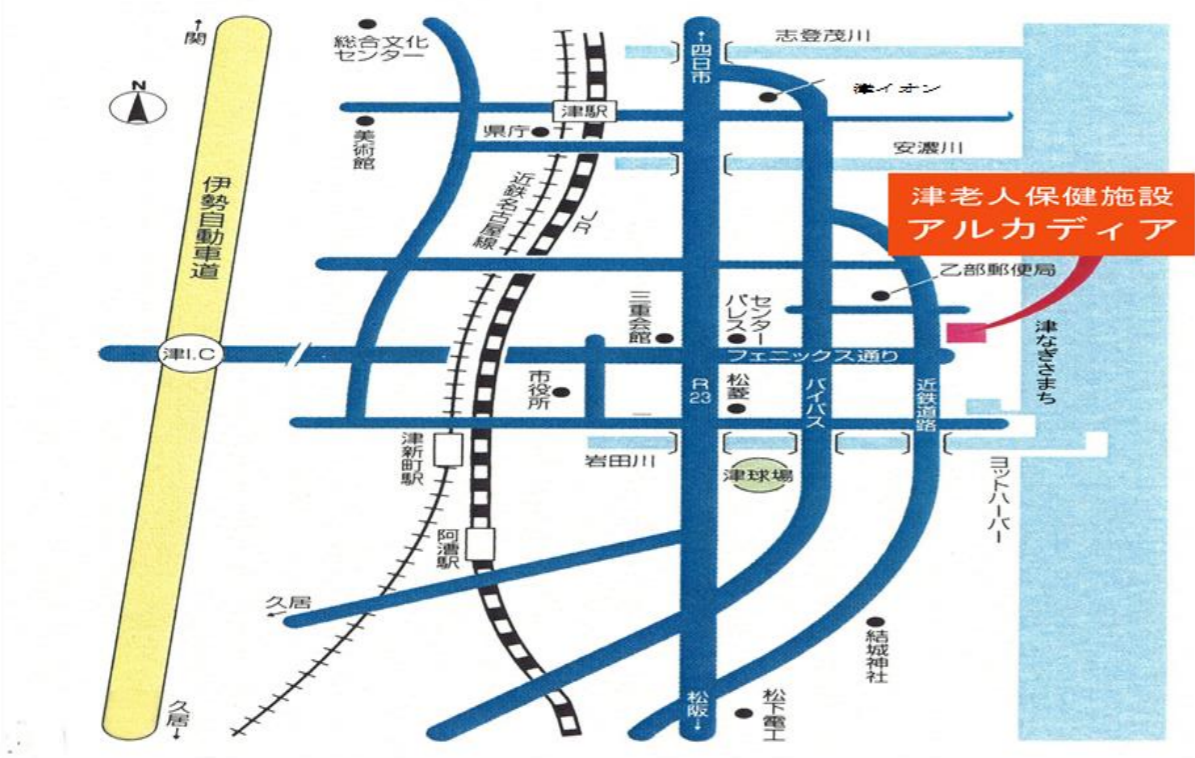 ↑関
総合文化
センター
↑四日市
志登茂川
N
津イオン
津駅
県庁
美術館
安濃川
津老人保健施設
アルカディア
伊勢自動車道
近鉄名古屋線
JR
乙部郵便局
三重会館
センター
パレス
津なぎさまち
津I.C
フェニックス通り
市役所
R23
松菱
バイパス
近鉄道路
津新町駅
岩田川
津球場
ヨットハーバー
阿漕駅
久居
←
結城神社
久居↓
松阪↓
松下電工